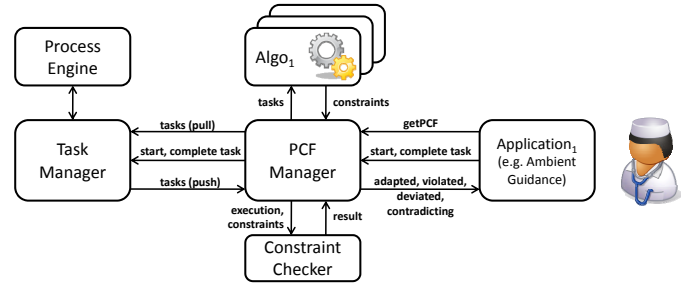 Process
Engine
Algo1
tasks
constraints
Task
Manager
tasks (pull)
start, complete task
tasks (push)
PCF
Manager
getPCF
start, complete task
adapted, violated,
deviated,
contradicting
Application1
(e.g. Ambient
Guidance)
execution,
constraints
result
Constraint
Checker